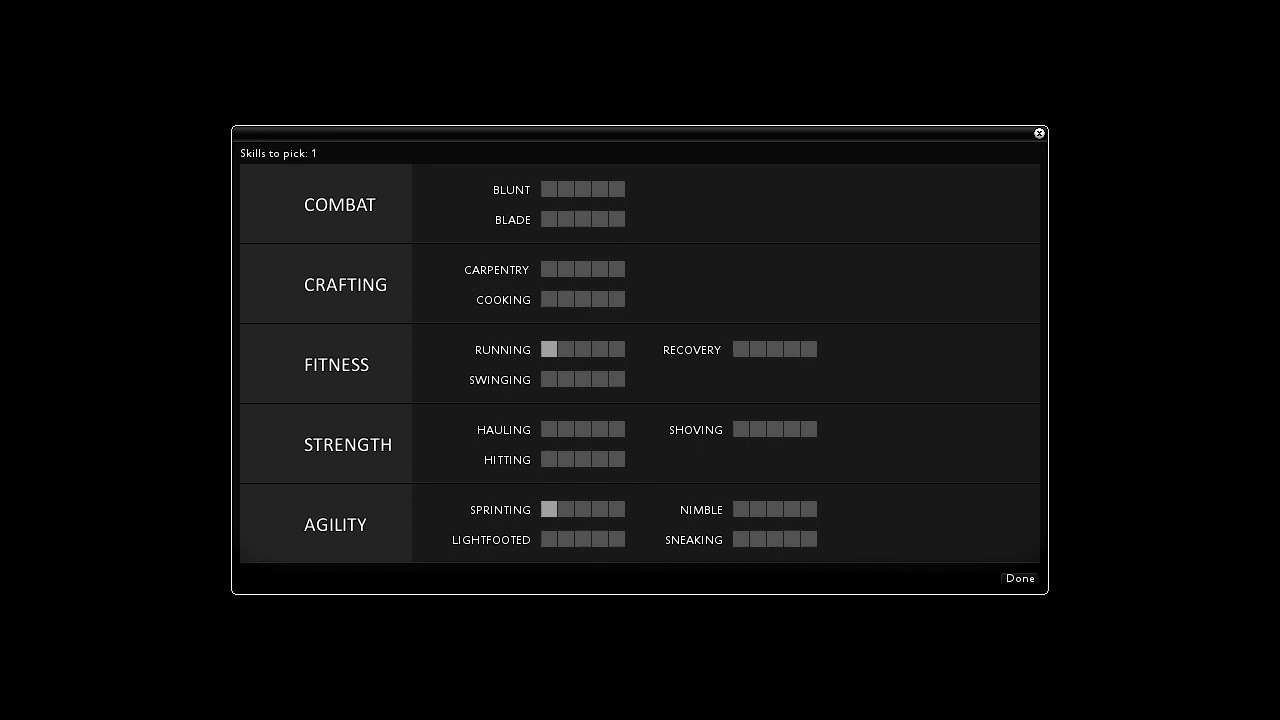 Skills to pick: 1
COMBAT
BLUNT
BLADE
CRAFTING
CARPENTRY
COOKING
FITNESS
RUNNING RECOVERY
SWINGING
STRENGTH
HAULING SHOVING
HITTING
AGILITY
SPRINTING NIMBLE
LIGHTFOOTED SNEAKING
Done